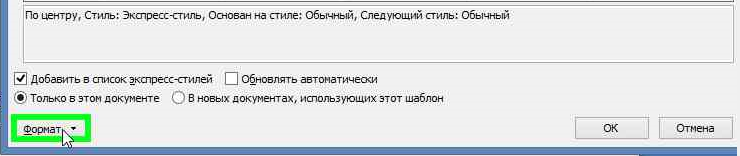 По центру, Стиль: Экспресс-стиль, Основан на стиле: Обычный, Следующий стиль: Обычный
Добавить в список экспресс-стилей Обновлять автоматически
Только в этом документе В новых документах, использующих этот шаблон
Формат ОК Отмена